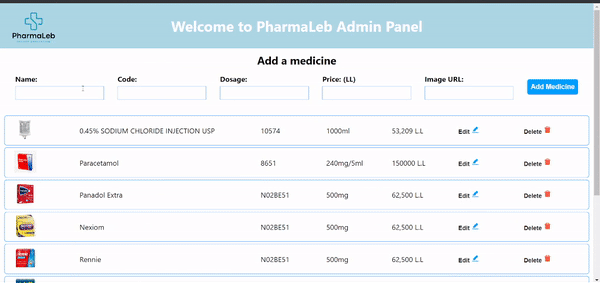 PharmaLeb
Welcome to PharmaLeb Admin Panel
Add a medicine
Name: Code: Dosage: Price: (LL) Image URL:
Add Medicine
0.45% SODIUM CHLORIDE INJECTION USP 10574 1000ml 53,209 L.L Edit Delete
Paracetamol 8651 240mg/5ml 150000 L.L Edit Delete
Panadol Extra N02BE51 500mg 62,500 L.L Edit Delete
Nexiom N02BE51 500mg 62,500 L.L Edit Delete
Rennie N02BE51 500mg 62,500 L.L Edit Delete